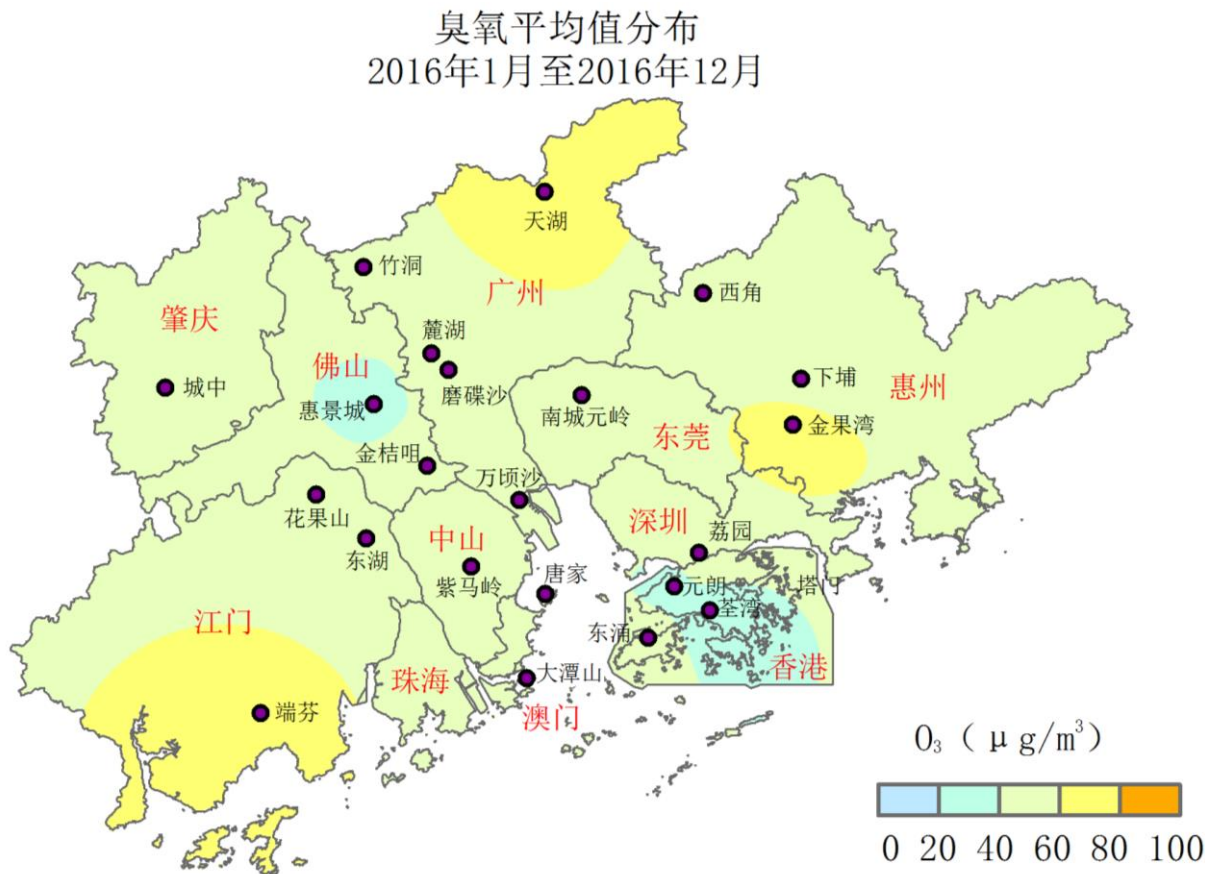 臭氧平均值分布
2016年1月至2016年12月
天湖
竹洞
广州
西角
肇庆
麓湖
佛山
城中
磨碟沙
下埔
惠州
惠景城
南城元岭
东莞
金果湾
金桔咀
万顷沙
花果山
深圳
中山
荔园
东湖
紫马岭
唐家
元朗
塔门
荃湾
江门
东涌
珠海
大潭山
香港
端芬
澳门
O₃ (μg/m³)
0 20 40 60 80 100